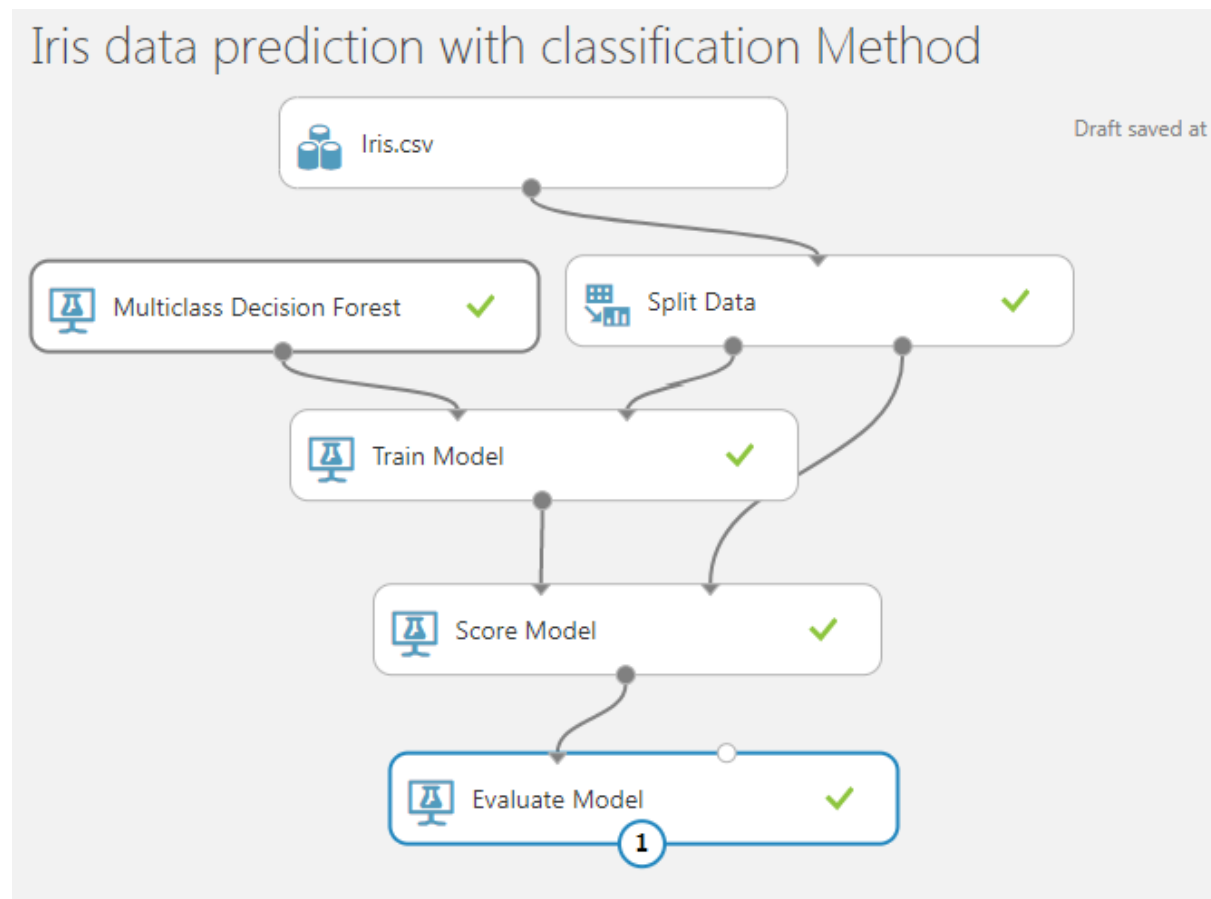 Iris data prediction with classification Method
Iris.csv
Draft saved at
Multiclass Decision Forest
Split Data
Train Model
Score Model
Evaluate Model
1